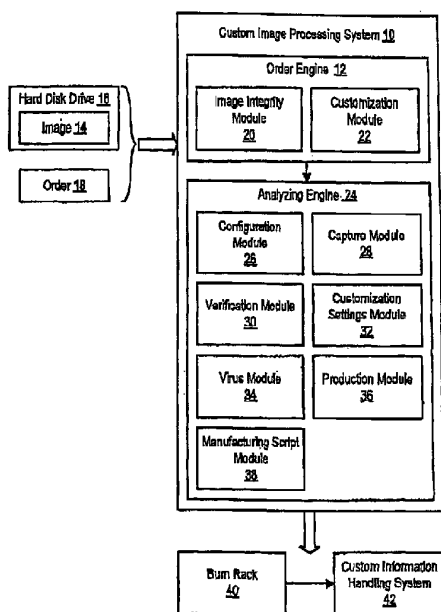 Custom Image Processing System 10
Order Engine 12
Hard Disk Drive 16
Image 14
Order 18
Image Integrity
Module
20
Customization
Module
22
Analyzing Engine 24
Configuration
Module
26
Capture Module
28
Verification Module
30
Customization
Settings Module
32
Virus Module
34
Production Module
36
Manufacturing Script
Module
38
Burn Rack
40
Custom Information
Handling System
42